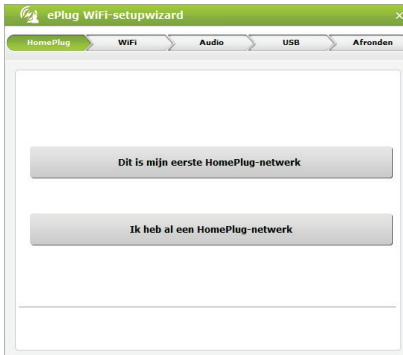 ePlug WiFi-setupwizard
HomePlug WiFi Audio USB Afronden
Dit is mijn eerste HomePlug-netwerk
Ik heb al een HomePlug-netwerk